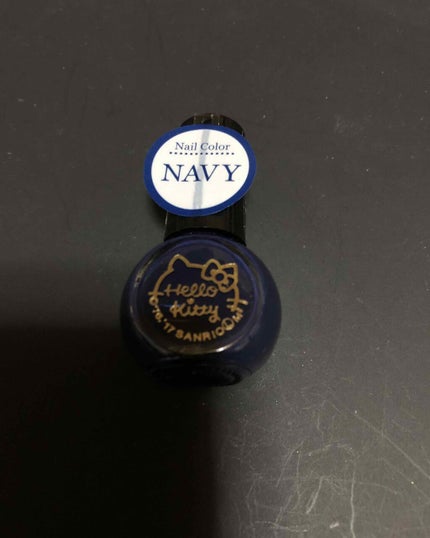 Nail Color
NAVY
Hello
Kitty
'76,'17 SANRIO